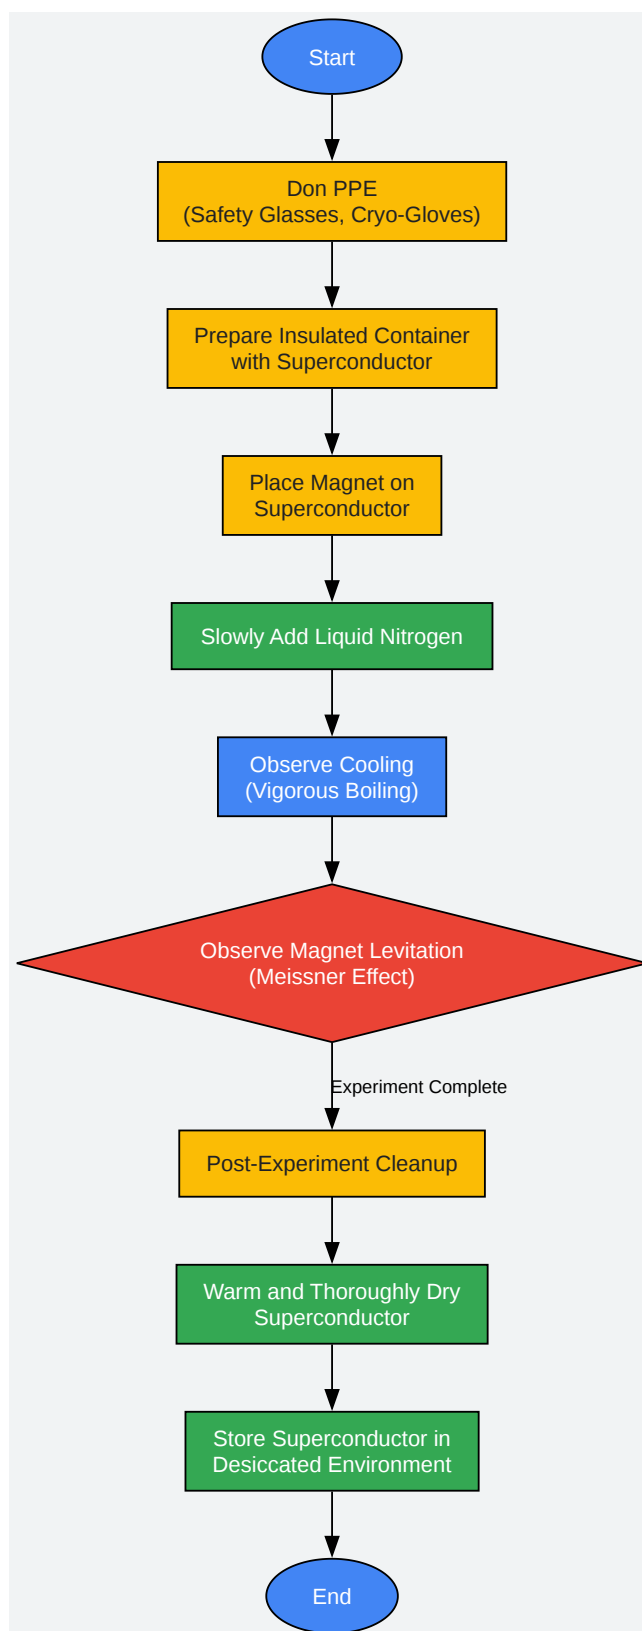 Start
Don PPE
(Safety Glasses, Cryo-Gloves)
Prepare Insulated Container
with Superconductor
Place Magnet on
Superconductor
Slowly Add Liquid Nitrogen
Observe Cooling
(Vigorous Boiling)
Observe Magnet Levitation
(Meissner Effect)
Experiment Complete
Post-Experiment Cleanup
Warm and Thoroughly Dry
Superconductor
Store Superconductor in
Desiccated Environment
End